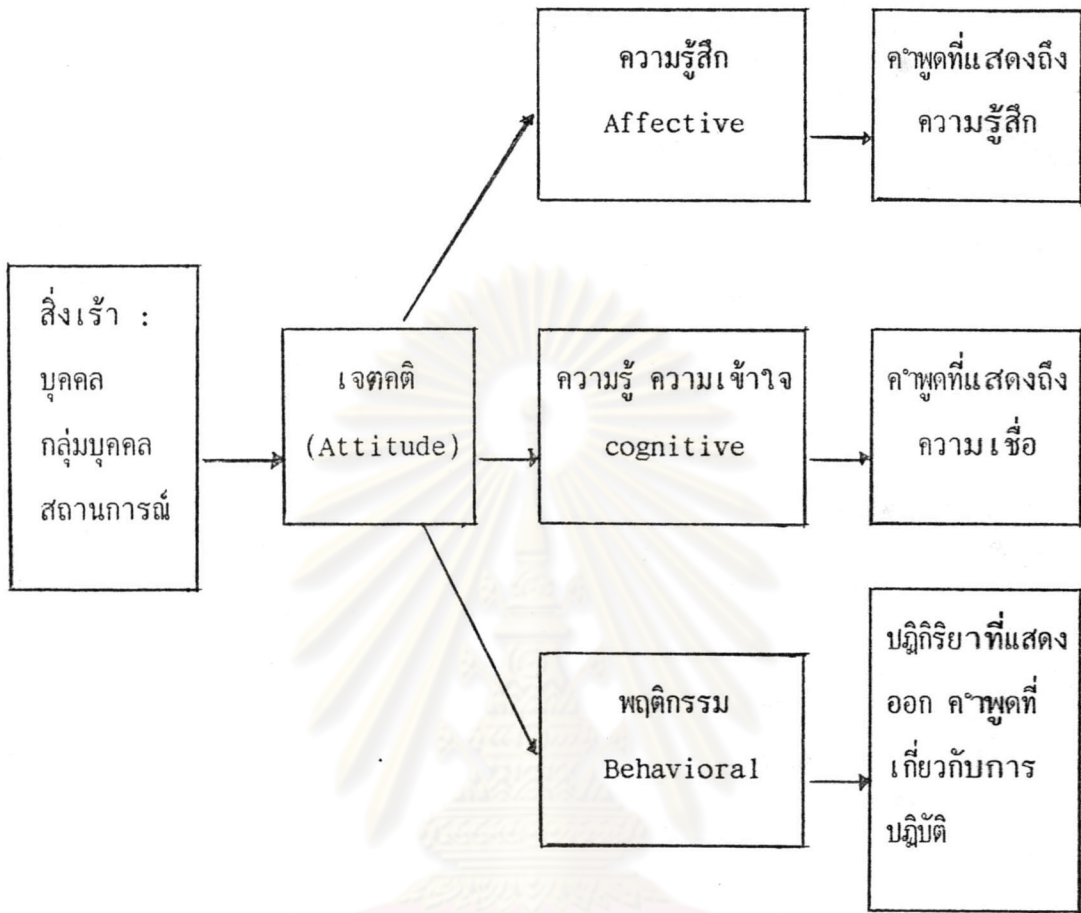 ความรู้สึก
Affective
คำพูดที่แสดงถึง
ความรู้สึก
สิ่งเร้า :
บุคคล
กลุ่มบุคคล
สถานการณ์
เจตคติ
(Attitude)
ความรู้ ความเข้าใจ
cognitive
คำพูดที่แสดงถึง
ความเชื่อ
พฤติกรรม
Behavioral
ปฏิกิริยาที่แสดง
ออก คำพูดที่
เกี่ยวกับการ
ปฏิบัติ